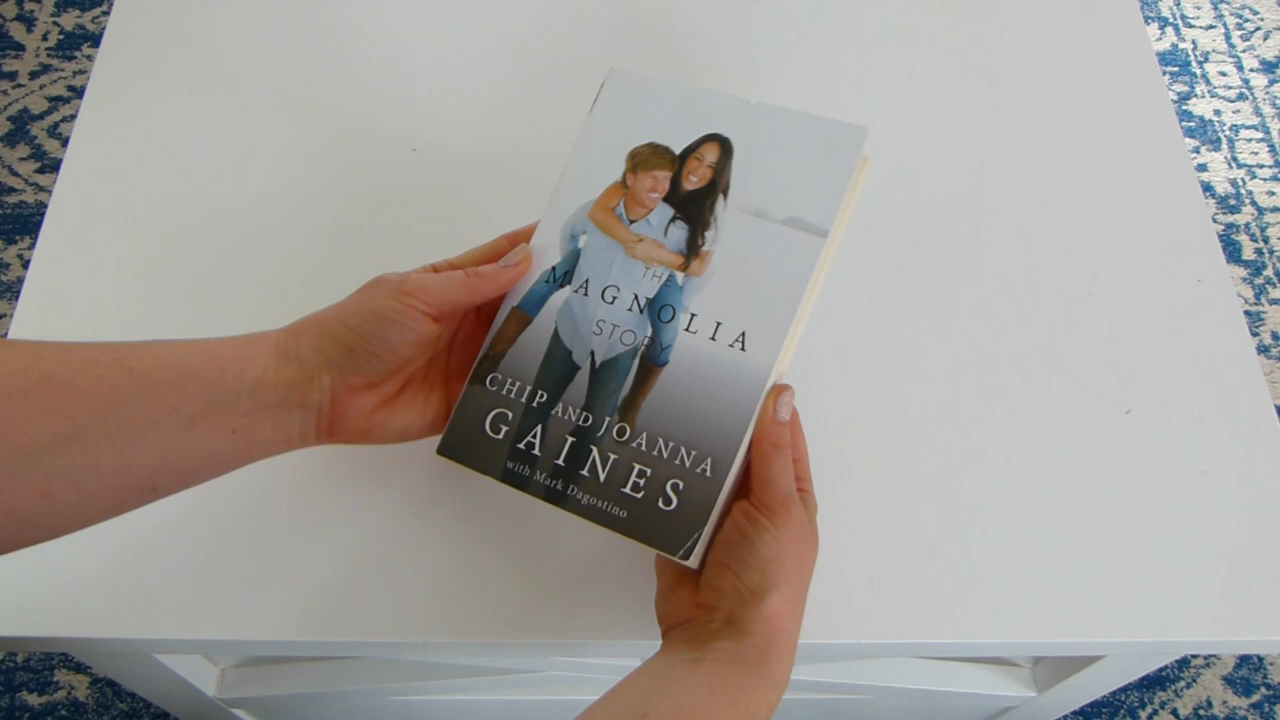 THE
MAGNOLIA
STORY
CHIP AND JOANNA
GAINES
with Mark Dagostino